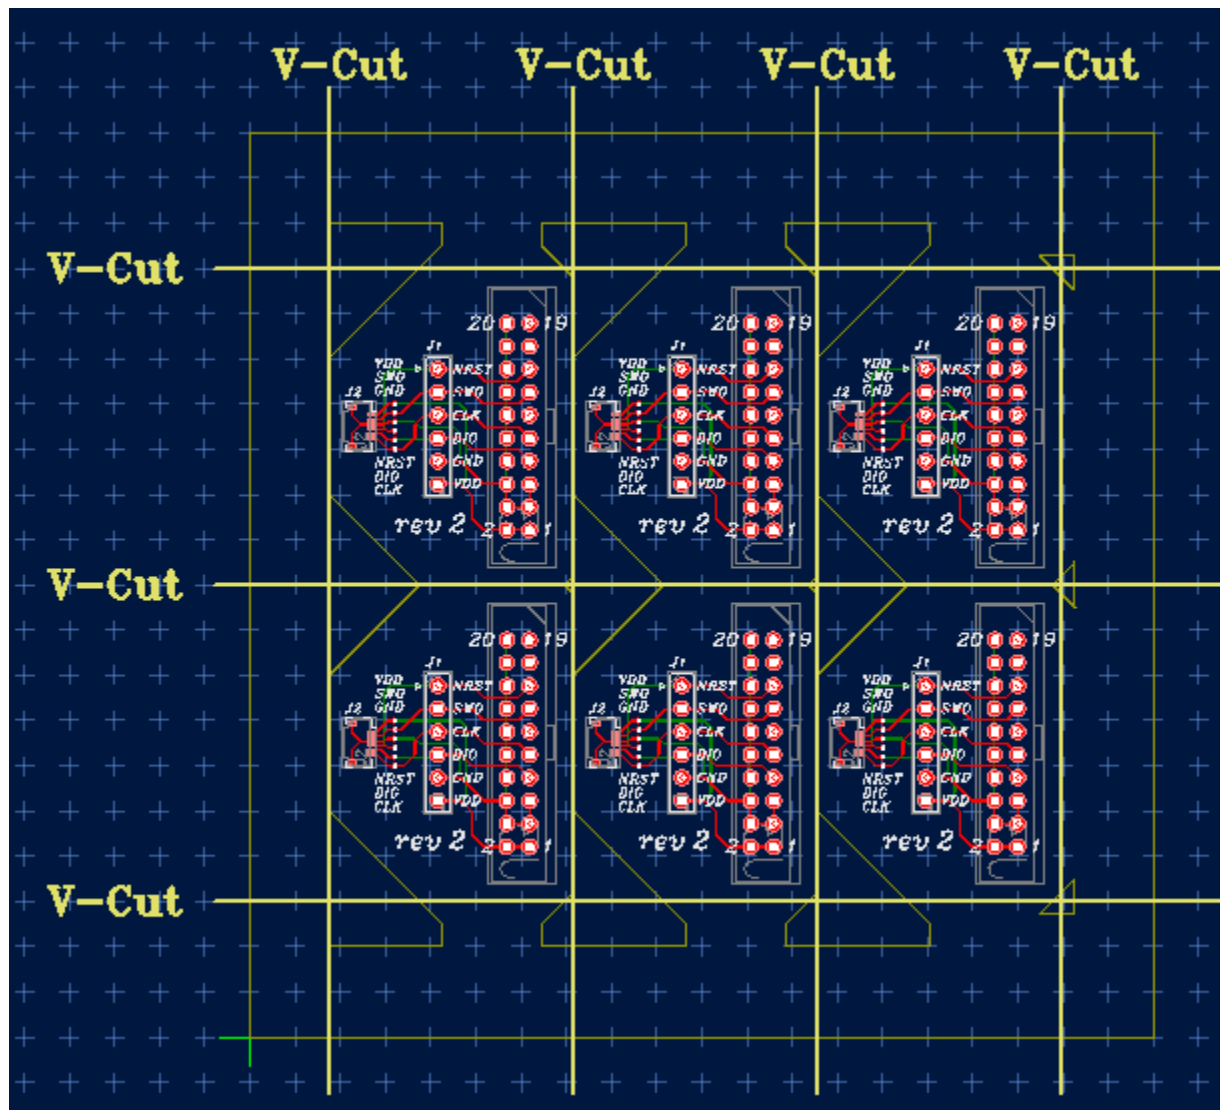 V-Cut V-Cut V-Cut V-Cut
V-Cut
20 19 20 19 20 19
J1 J1 J1
VDD VDD VDD
NRST NRST NRST
SWO SWO SWO
GND GND GND
J2 SWO J2 SWO J2 SWO
CLK CLK CLK
DIO DIO DIO
NRST GND NRST GND NRST GND
DIO DIO DIO
CLK VDD CLK VDD CLK VDD
rev 2 2 1 rev 2 2 1 rev 2 2 1
V-Cut
20 19 20 19 20 19
J1 J1 J1
VDD VDD VDD
NRST NRST NRST
SWO SWO SWO
GND GND GND
J2 SWO J2 SWO J2 SWO
CLK CLK CLK
DIO DIO DIO
NRST GND NRST GND NRST GND
DIO DIO DIO
CLK VDD CLK VDD CLK VDD
rev 2 2 1 rev 2 2 1 rev 2 2 1
V-Cut